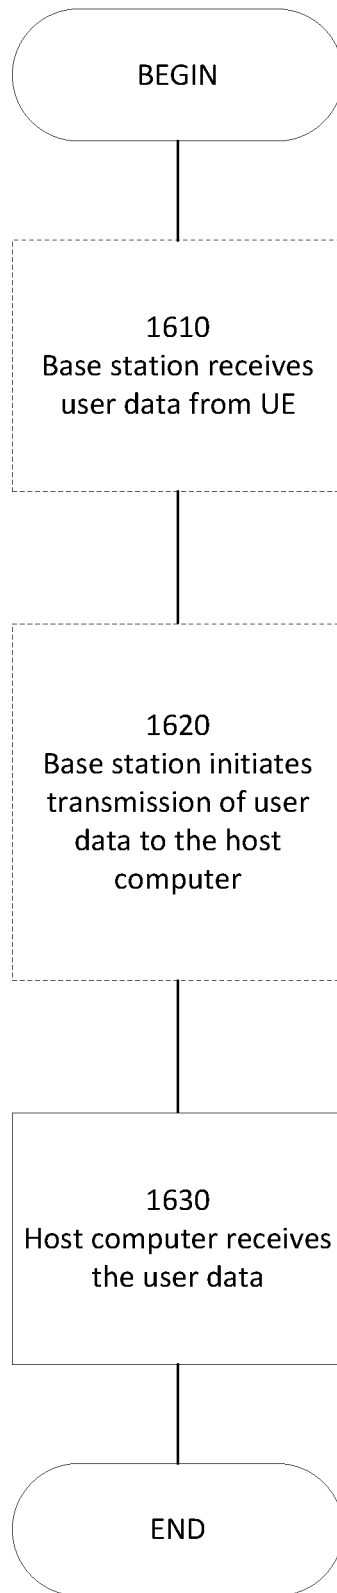 BEGIN
1610
Base station receives
user data from UE
1620
Base station initiates
transmission of user
data to the host
computer
1630
Host computer receives
the user data
END